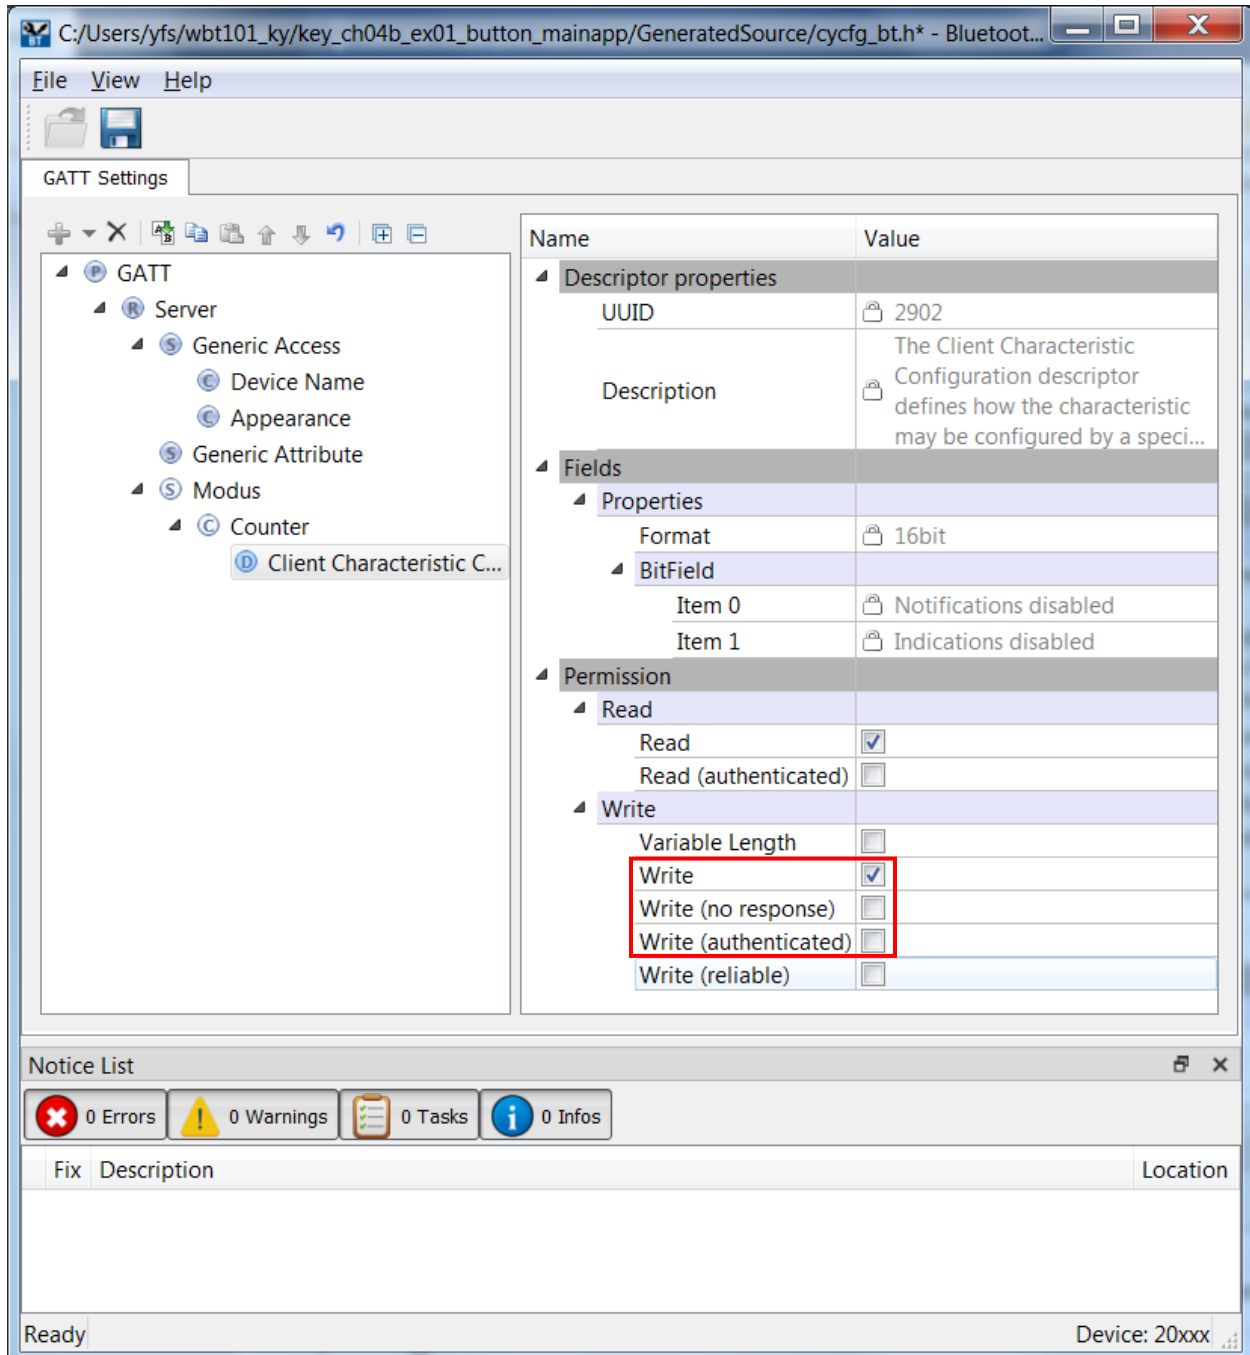 C:/Users/yfs/wbt101_ky/key_ch04b_ex01_button_mainapp/GeneratedSource/cycfg_bt.h* - Bluetoot...
BT
File View Help
GATT Settings
Name Value
P GATT
R Server
S Generic Access
C Device Name
C Appearance
S Generic Attribute
S Modus
C Counter
D Client Characteristic C...
Descriptor properties
UUID 2902
Description
The Client Characteristic
Configuration descriptor
defines how the characteristic
may be configured by a speci...
Fields
Properties
Format 16bit
BitField
Item 0 Notifications disabled
Item 1 Indications disabled
Permission
Read
Read
Read (authenticated)
Write
Variable Length
Write
Write (no response)
Write (authenticated)
Write (reliable)
Notice List
0 Errors 0 Warnings 0 Tasks 0 Infos
Fix Description Location
Ready Device: 20xxx